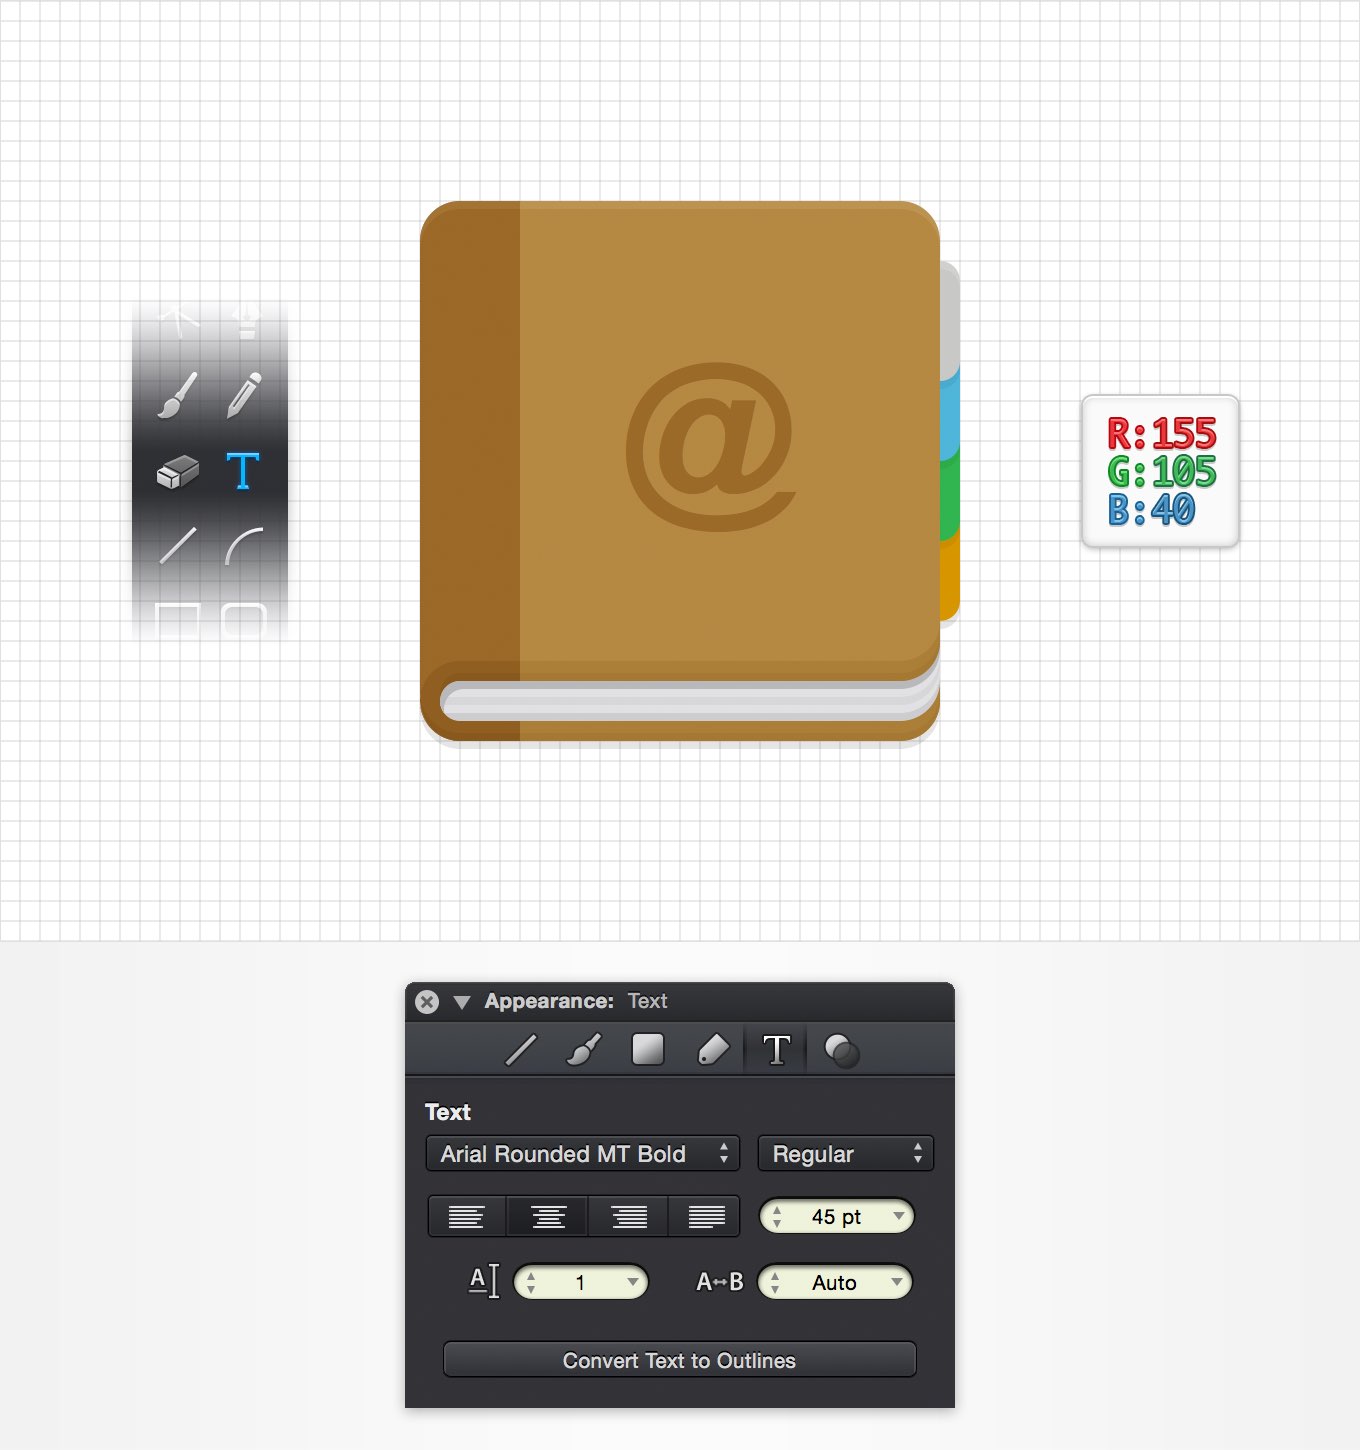 @
R:155
G:105
B:40
T
Appearance: Text
T
Text
Arial Rounded MT Bold
Regular
45 pt
A
1
A↔B
Auto
Convert Text to Outlines